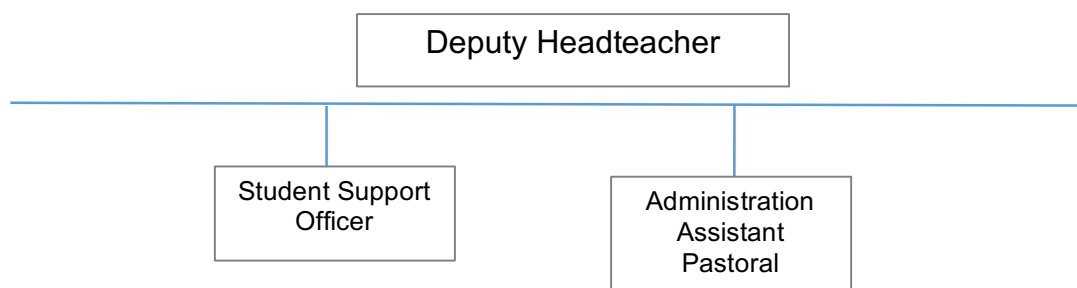 Deputy Headteacher
Student Support
Officer
Administration
Assistant
Pastoral